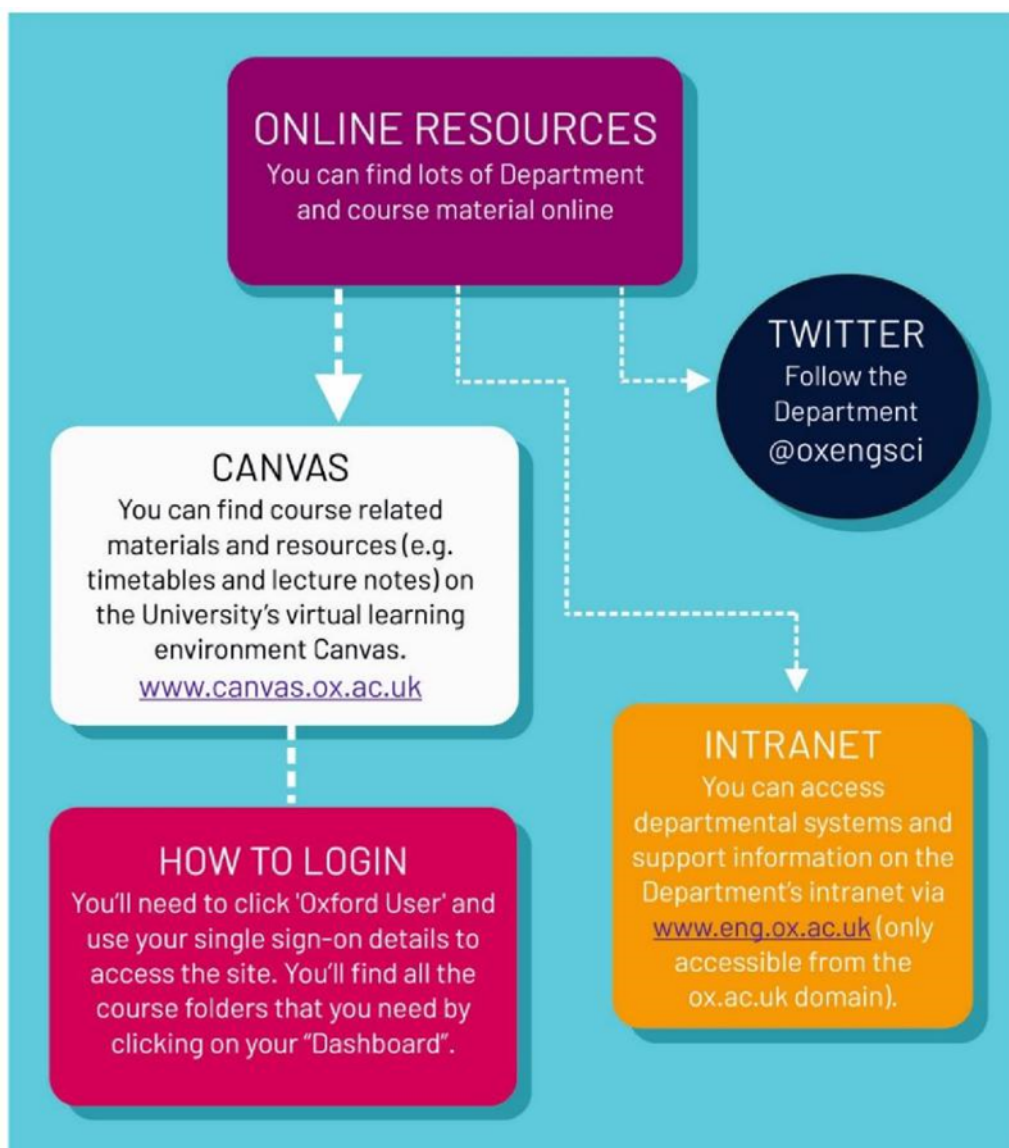 ONLINE RESOURCES
You can find lots of Department
and course material online
TWITTER
Follow the
Department
@oxengsci
CANVAS
You can find course related
materials and resources (e.g.
timetables and lecture notes) on
the University’s virtual learning
environment Canvas.
www.canvas.ox.ac.uk
HOW TO LOGIN
You’ll need to click 'Oxford User' and
use your single sign-on details to
access the site. You’ll find all the
course folders that you need by
clicking on your “Dashboard”.
INTRANET
You can access
departmental systems and
support information on the
Department’s intranet via
www.eng.ox.ac.uk (only
accessible from the
ox.ac.uk domain).